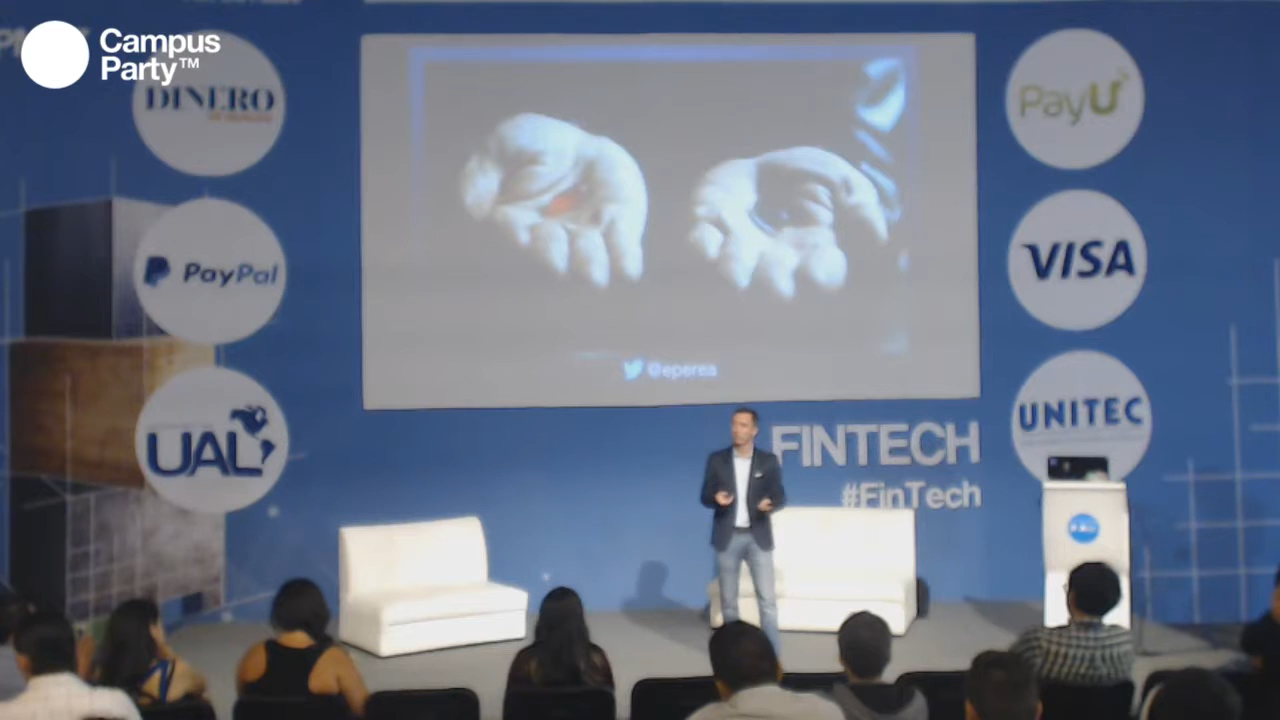 Campus
Party™
DINERO
PayU
PayPal
VISA
UAL
UNITEC
@eperea
FINTECH
#FinTech